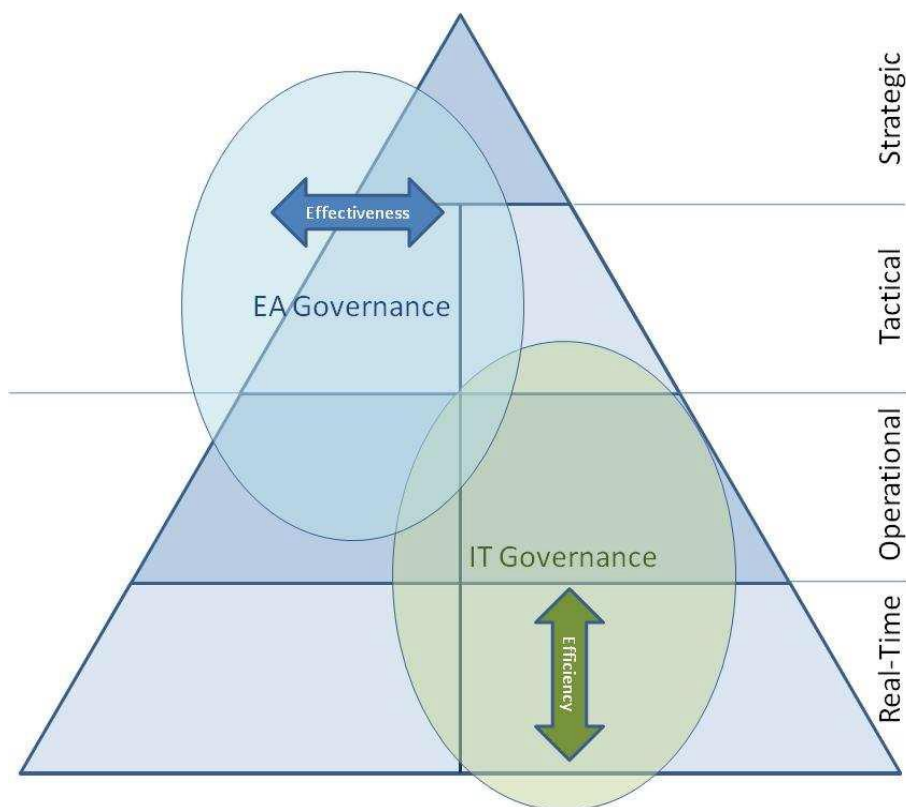 Strategic
Effectiveness
EA Governance
Tactical
Operational
IT Governance
Efficiency
Real-Time